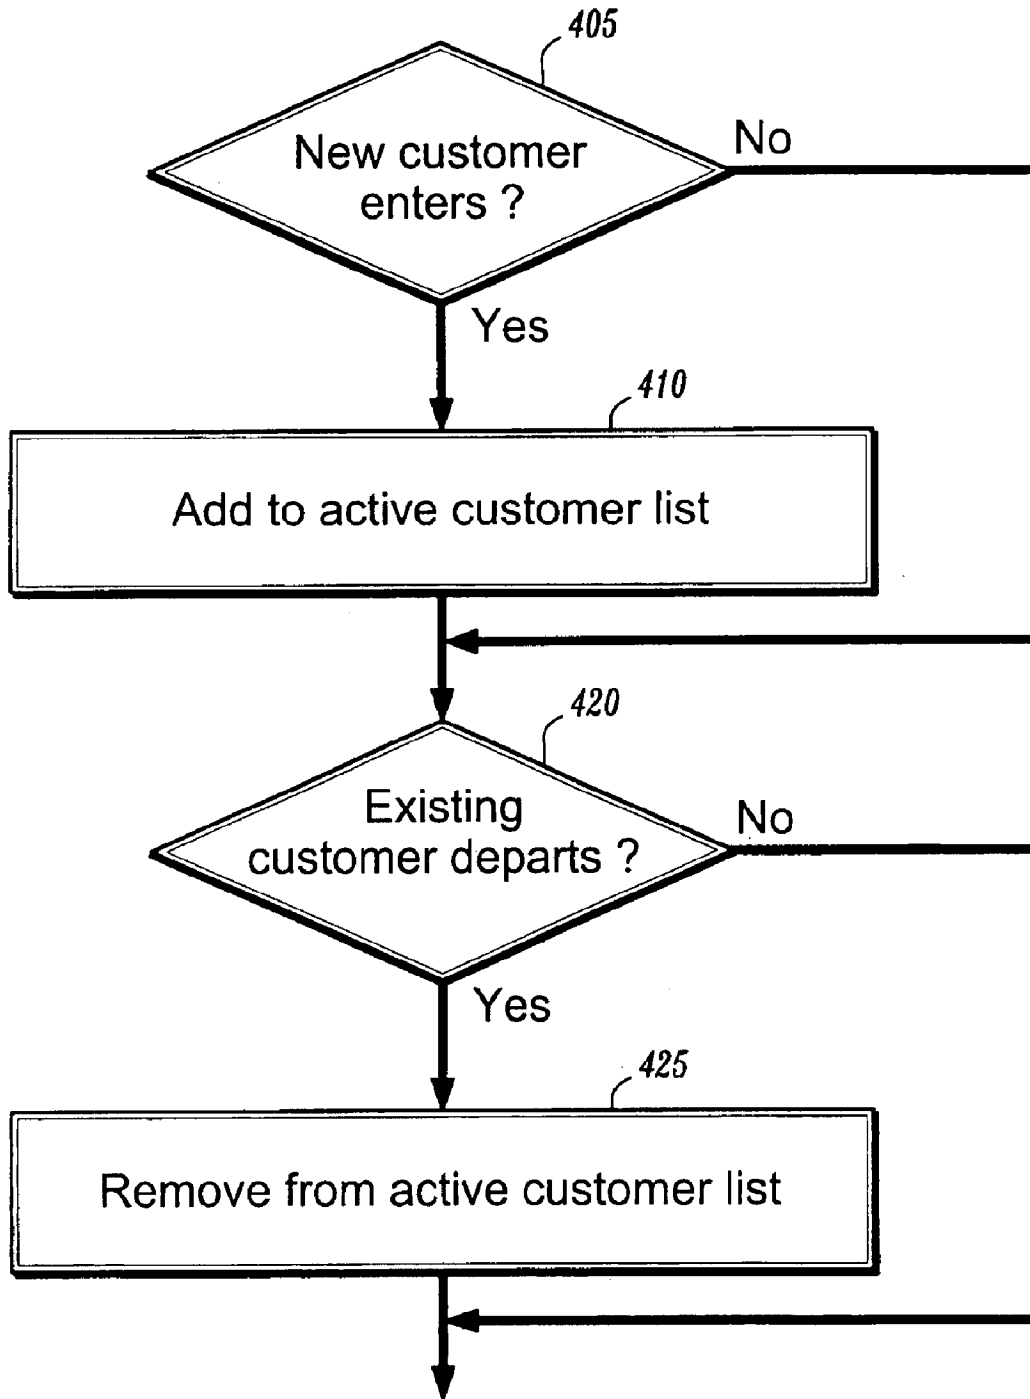 405
New customer
enters ?
No
Yes
410
Add to active customer list
420
Existing
customer departs ?
No
Yes
425
Remove from active customer list